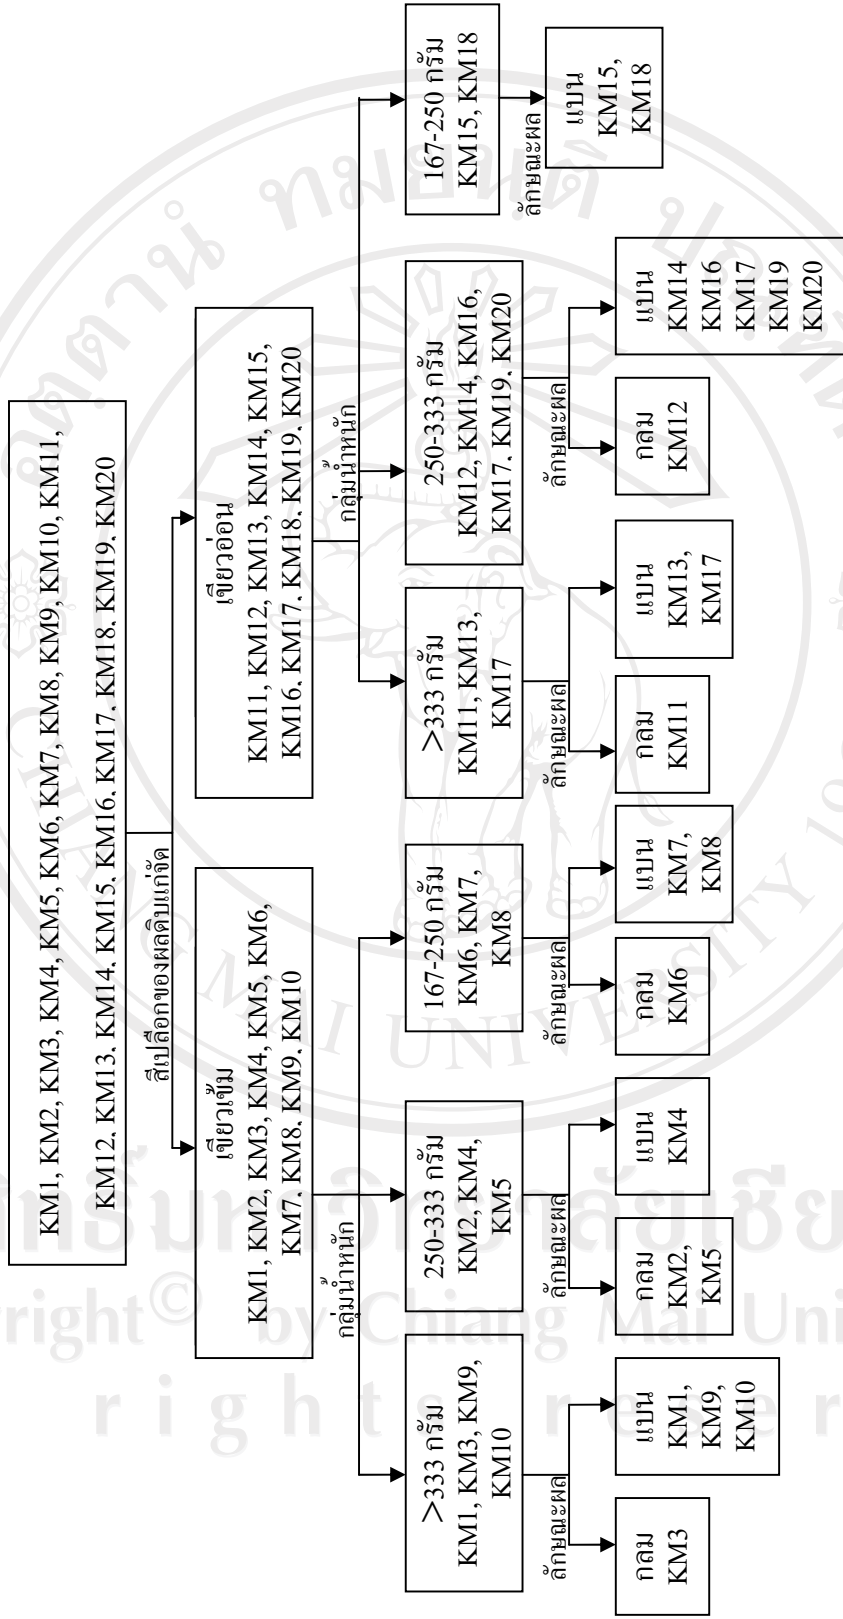 KM1, KM2, KM3, KM4, KM5, KM6, KM7, KM8, KM9, KM10, KM11,
KM12, KM13, KM14, KM15, KM16, KM17, KM18, KM19, KM20
สีเปลือกของผลดิบแก่จัด
เขียวเข้ม
KM1, KM2, KM3, KM4, KM5, KM6,
KM7, KM8, KM9, KM10
เขียวอ่อน
KM11, KM12, KM13, KM14, KM15,
KM16, KM17, KM18, KM19, KM20
กลุ่มน้ำหนัก
กลุ่มน้ำหนัก
>333 กรัม
KM1, KM3, KM9,
KM10
250-333 กรัม
KM2, KM4,
KM5
167-250 กรัม
KM6, KM7,
KM8
>333 กรัม
KM11, KM13,
KM17
250-333 กรัม
KM12, KM14, KM16,
KM17, KM19, KM20
167-250 กรัม
KM15, KM18
ลักษณะผล
ลักษณะผล
ลักษณะผล
ลักษณะผล
ลักษณะผล
ลักษณะผล
กลม
KM3
แบน
KM1,
KM9,
KM10
กลม
KM2,
KM5
แบน
KM4
กลม
KM6
แบน
KM7,
KM8
กลม
KM11
แบน
KM13,
KM17
กลม
KM12
แบน
KM14
KM16
KM17
KM19
KM20
แบน
KM15,
KM18
CHIANG MAI UNIVERSITY
right© by Chiang Mai Uni
rights reser